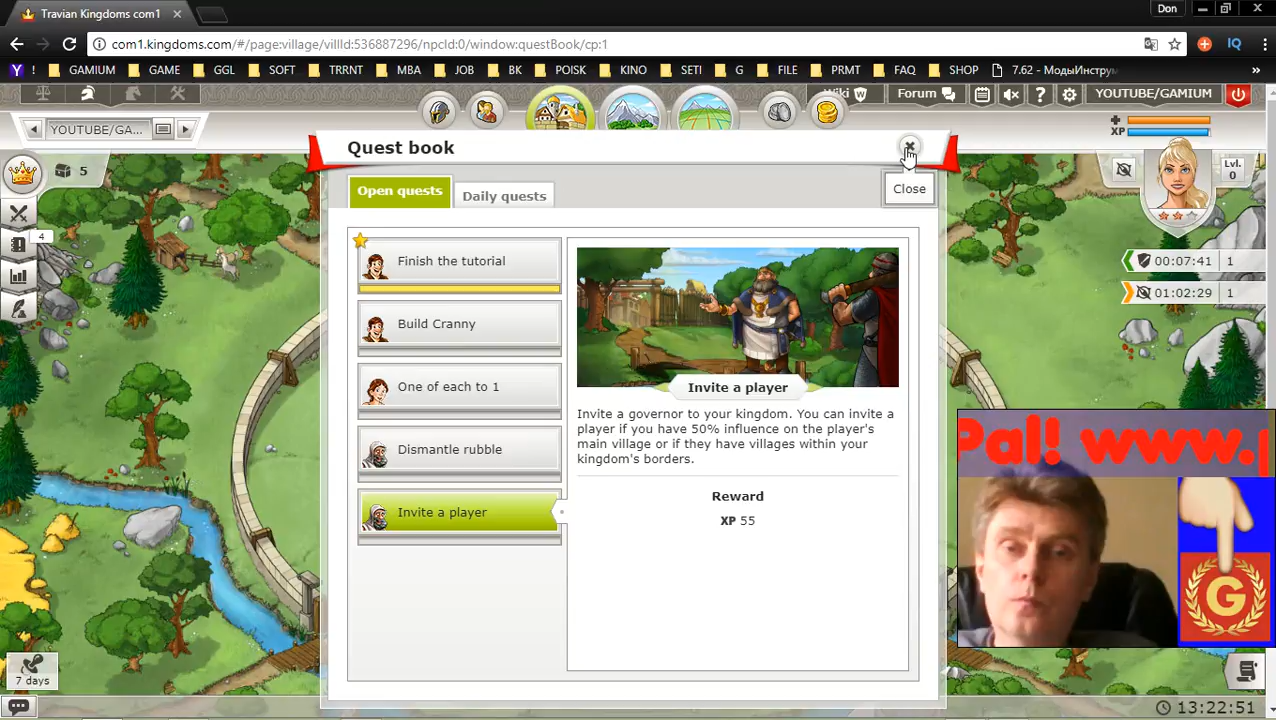 Travian Kingdoms com1
Don
com1.kingdoms.com/#/page:village/villId:536887296/npcId:0/window:questBook/cp:1
IQ
Y ! GAMIUM GAME GGL SOFT TRRNT MBA JOB BK POISK KINO SETI G FILE PRMT FAQ SHOP 7.62 - МодыИнструм »
Wiki Forum ? YOUTUBE/GAMIUM
YOUTUBE/GA...
XP
5
Quest book
Close
Lvl.
0
Open quests
Daily quests
4
Finish the tutorial
Build Cranny
One of each to 1
Dismantle rubble
Invite a player
Invite a player
Invite a governor to your kingdom. You can invite a
player if you have 50% influence on the player's
main village or if they have villages within your
kingdom's borders.
Reward
XP 55
00:07:41 1
01:02:29 1
Pal! www.
G
7 days
13:22:51